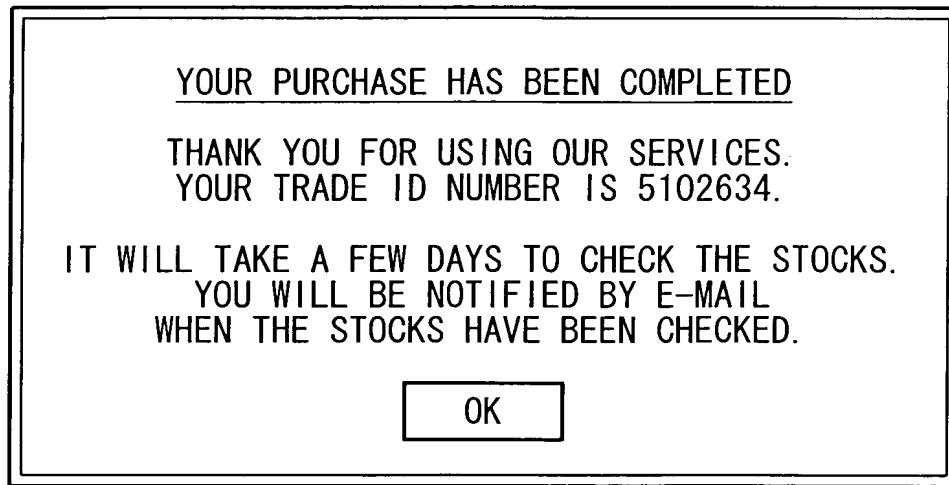 YOUR PURCHASE HAS BEEN COMPLETED
THANK YOU FOR USING OUR SERVICES.
YOUR TRADE ID NUMBER IS 5102634.
IT WILL TAKE A FEW DAYS TO CHECK THE STOCKS.
YOU WILL BE NOTIFIED BY E-MAIL
WHEN THE STOCKS HAVE BEEN CHECKED.
OK